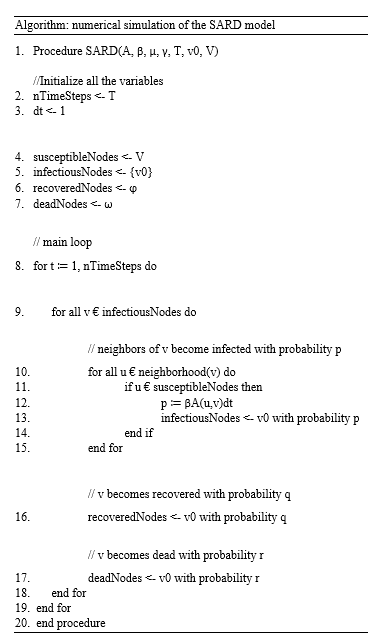 Algorithm: numerical simulation of the SARD model
1. Procedure SARD(A, β, μ, γ, T, v0, V)
//Initialize all the variables
2. nTimeSteps <- T
3. dt <- 1
4. susceptibleNodes <- V
5. infectiousNodes <- {v0}
6. recoveredNodes <- φ
7. deadNodes <- ω
// main loop
8. for t := 1, nTimeSteps do
9. for all v € infectiousNodes do
// neighbors of v become infected with probability p
10. for all u € neighborhood(v) do
11. if u € susceptibleNodes then
12. p := βA(u,v)dt
13. infectiousNodes <- v0 with probability p
14. end if
15. end for
// v becomes recovered with probability q
16. recoveredNodes <- v0 with probability q
// v becomes dead with probability r
17. deadNodes <- v0 with probability r
18. end for
19. end for
20. end procedure